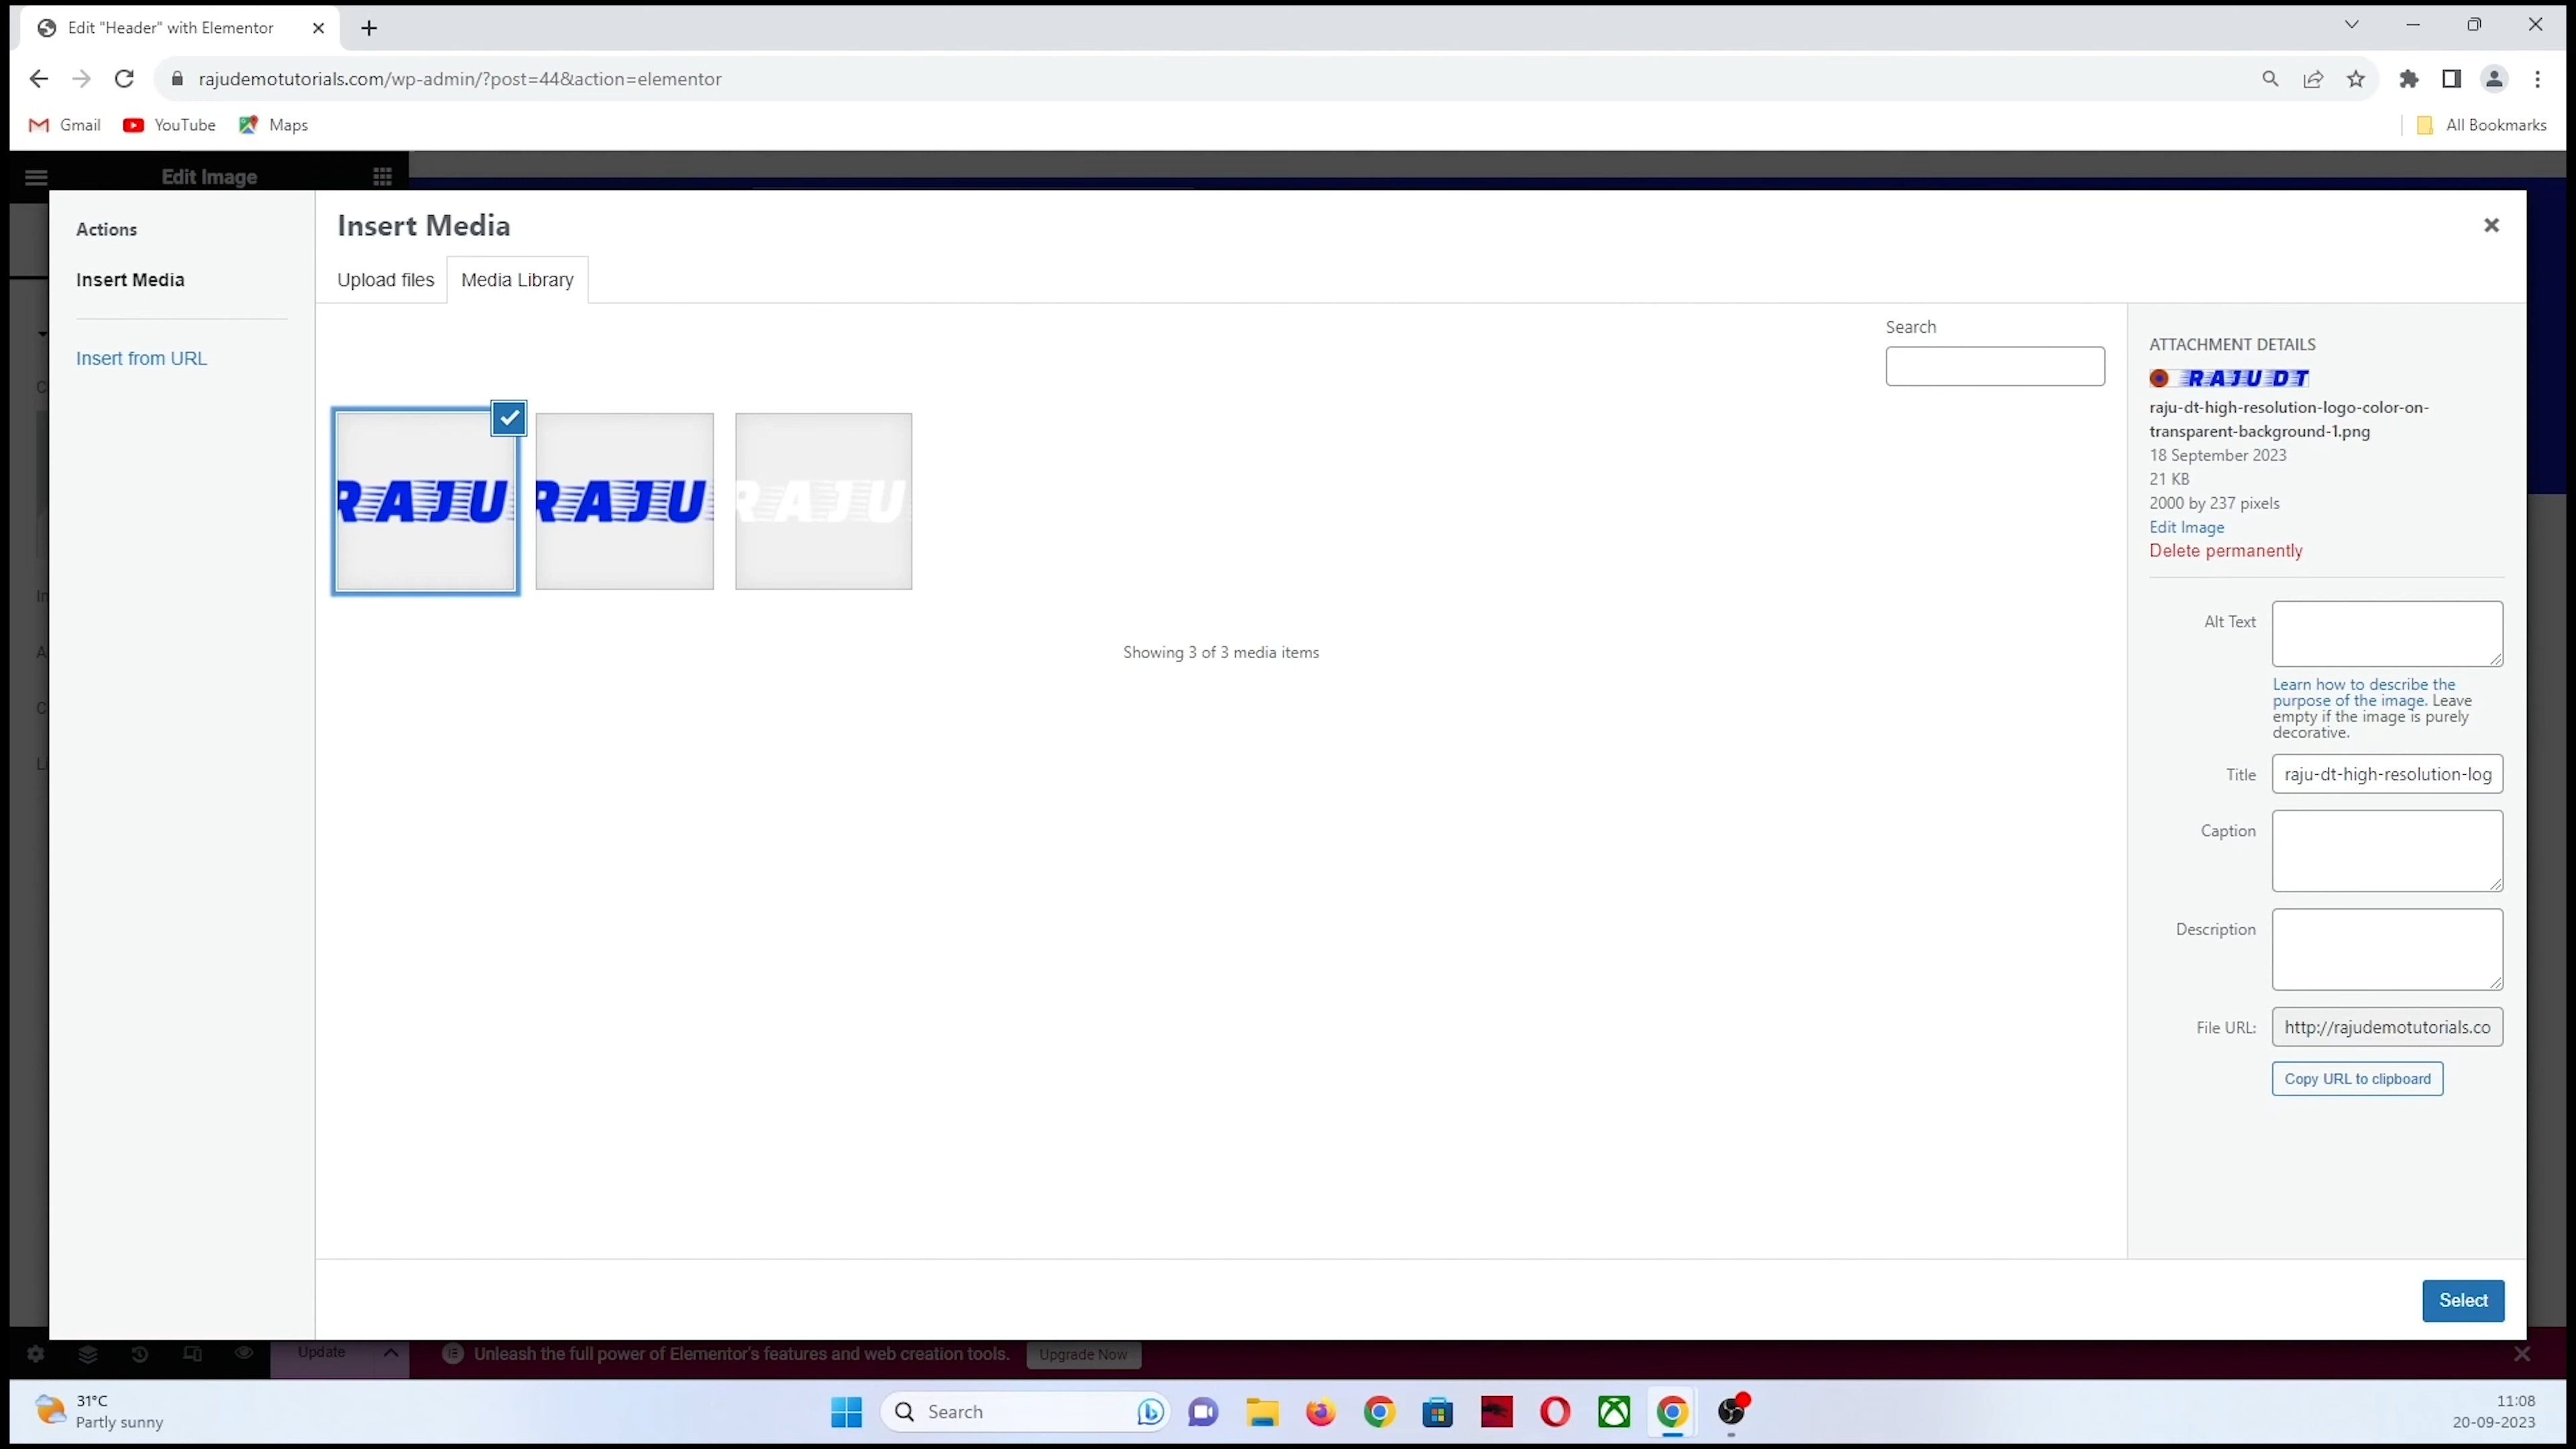 Edit "Header" with Elementor
rajudemotutorials.com/wp-admin/?post=44&action=elementor
Gmail
YouTube
Maps
All Bookmarks
Edit Image
Actions
Insert Media
Insert from URL
Insert Media
Upload files
Media Library
Search
RAJU
RAJU
RAJU
Showing 3 of 3 media items
ATTACHMENT DETAILS
RAJU DT
raju-dt-high-resolution-logo-color-on-
transparent-background-1.png
18 September 2023
21 KB
2000 by 237 pixels
Edit Image
Delete permanently
Alt Text
Learn how to describe the
purpose of the image. Leave
empty if the image is purely
decorative.
Title
raju-dt-high-resolution-log
Caption
Description
File URL:
http://rajudemotutorials.co
Copy URL to clipboard
Select
Update
Unleash the full power of Elementor's features and web creation tools.
Upgrade Now
31°C
Partly sunny
Search
11:08
20-09-2023